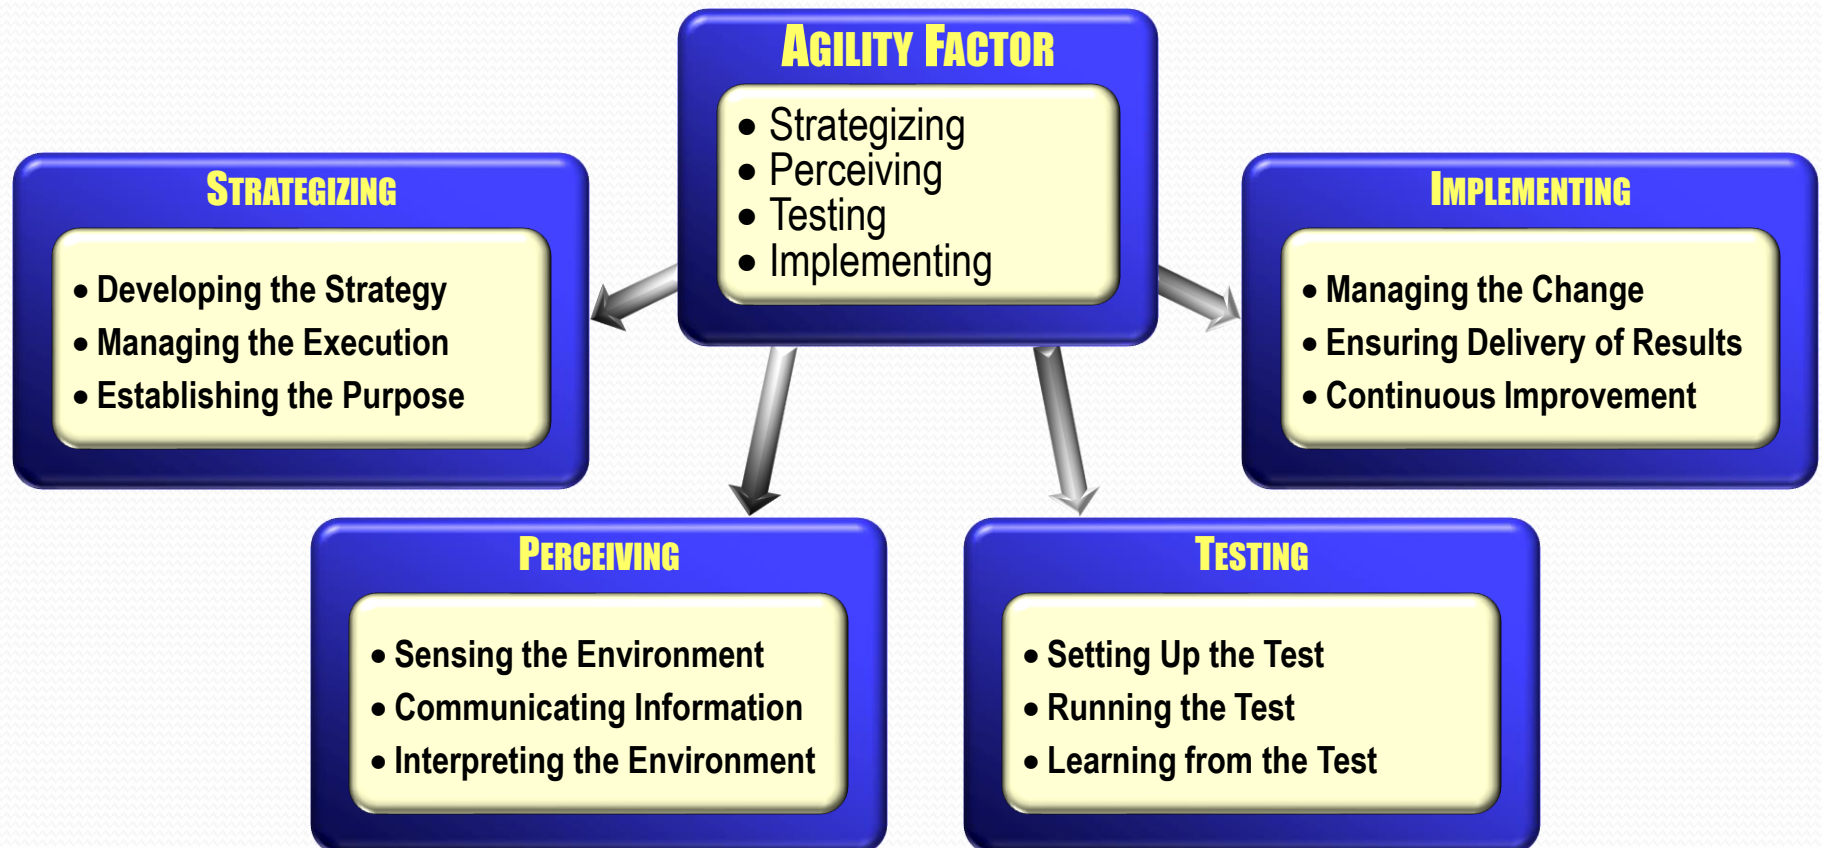 AGILITY FACTOR
• Strategizing
• Perceiving
• Testing
• Implementing
STRATEGIZING
• Developing the Strategy
• Managing the Execution
• Establishing the Purpose
IMPLEMENTING
• Managing the Change
• Ensuring Delivery of Results
• Continuous Improvement
PERCEIVING
• Sensing the Environment
• Communicating Information
• Interpreting the Environment
TESTING
• Setting Up the Test
• Running the Test
• Learning from the Test